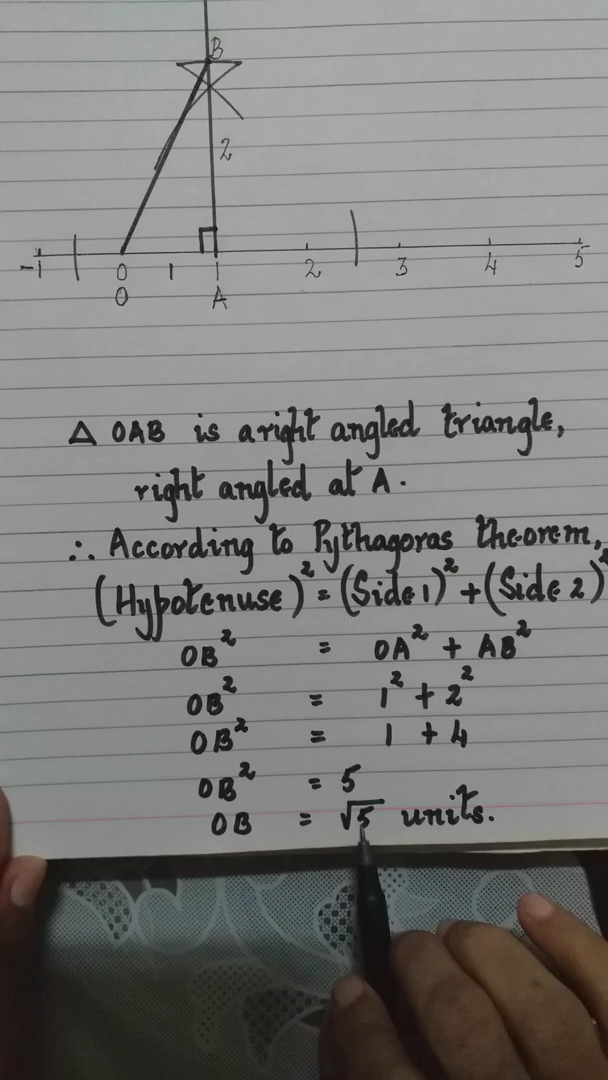 B
2
-1 0 1 1 2 3 4 5
O A
△ OAB is a right angled triangle,
right angled at A.
∴ According to Pythagoras theorem,
(Hypotenuse)² = (Side 1)² + (Side 2)²
OB² = OA² + AB²
OB² = 1² + 2²
OB² = 1 + 4
OB² = 5
OB = √5 units.